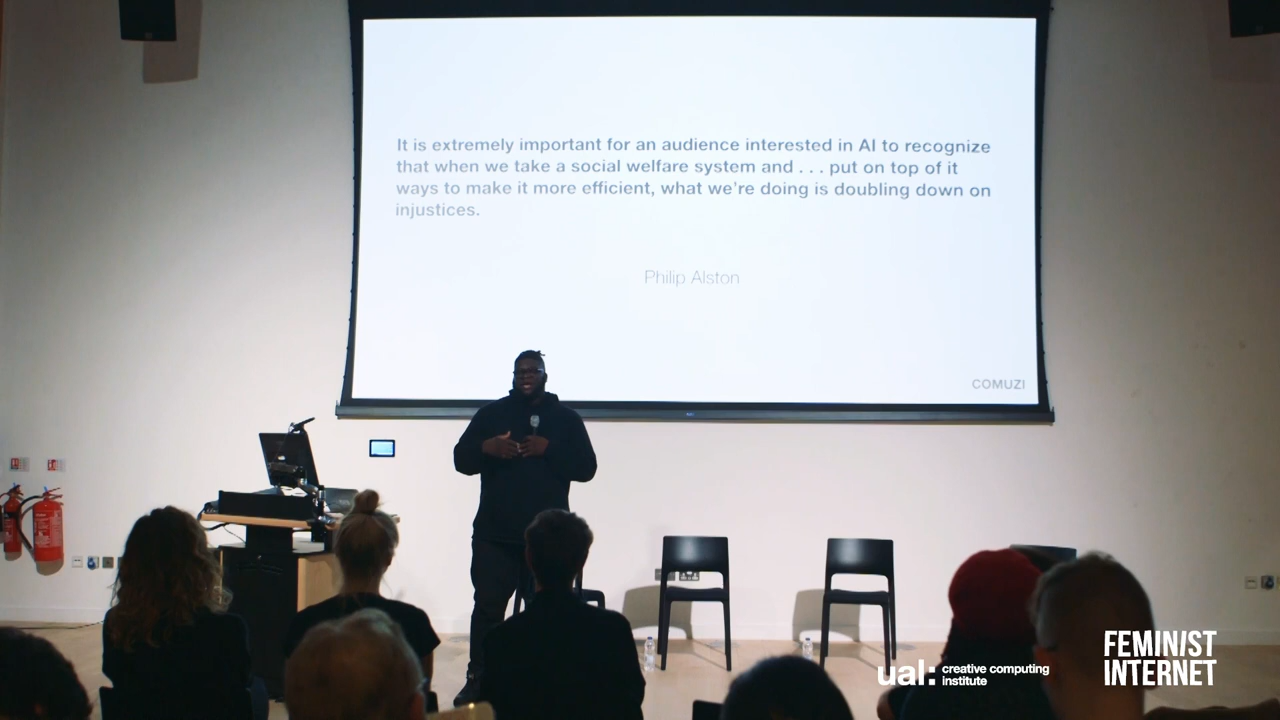 It is extremely important for an audience interested in AI to recognize
that when we take a social welfare system and . . . put on top of it
ways to make it more efficient, what we're doing is doubling down on
injustices.
Philip Alston
COMUZI
ual: creative computing
institute
FEMINIST
INTERNET